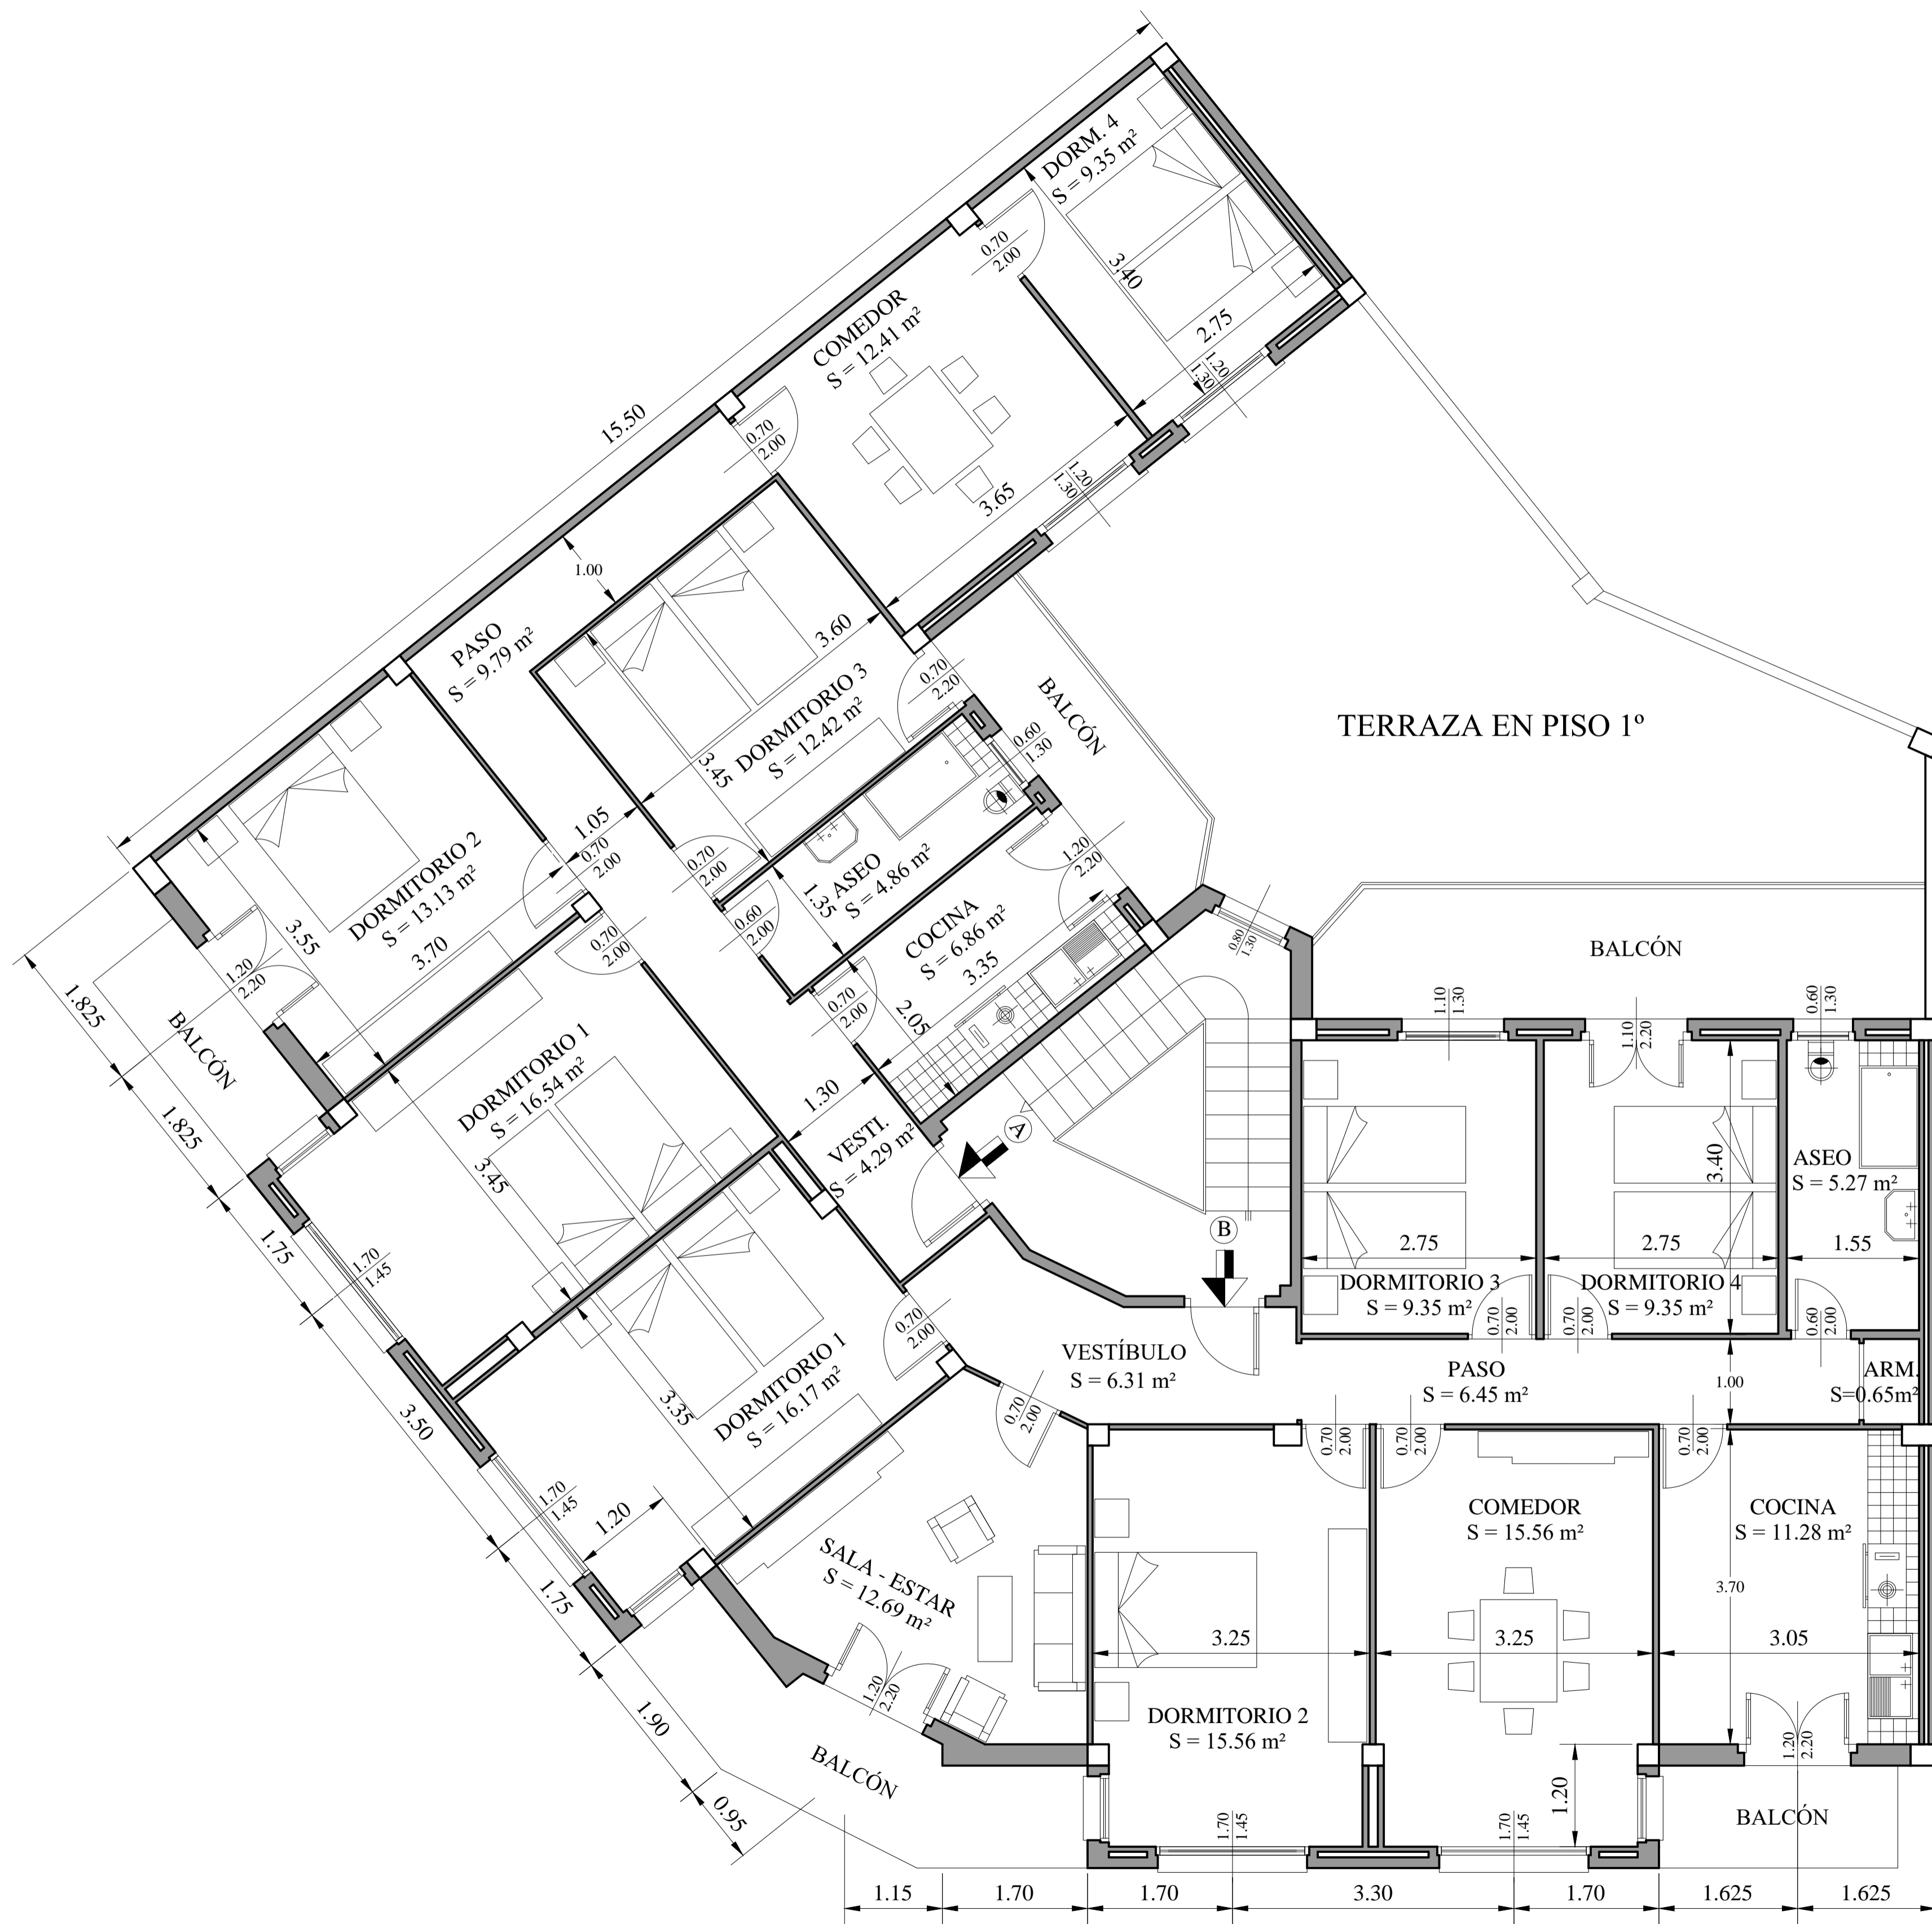 15.50
DORM. 4
S = 9.35 m²
0.70
2.00
3.40
2.75
1.20
1.30
COMEDOR
S = 12.41 m²
0.70
2.00
3.65
1.20
1.30
1.00
PASO
S = 9.79 m²
3.60
DORMITORIO 3
S = 12.42 m²
3.45
0.70
2.20
BALCÓN
0.60
1.30
TERRAZA EN PISO 1º
DORMITORIO 2
S = 13.13 m²
3.55
3.70
1.05
0.70
2.00
0.70
2.00
ASEO
S = 4.86 m²
1.35
0.60
2.00
1.20
2.20
COCINA
S = 6.86 m²
3.35
2.05
0.70
2.00
0.80
1.30
1.20
2.20
BALCÓN
1.825
1.825
0.70
2.00
DORMITORIO 1
S = 16.54 m²
3.45
1.30
VESTI.
S = 4.29 m²
A
B
1.75
1.70
1.45
3.50
DORMITORIO 1
S = 16.17 m²
3.35
0.70
2.00
1.70
1.45
1.20
1.75
1.90
0.95
BALCÓN
1.10
1.30
1.10
2.20
0.60
1.30
3.40
ASEO
S = 5.27 m²
2.75
2.75
1.55
DORMITORIO 3
S = 9.35 m²
DORMITORIO 4
S = 9.35 m²
0.70
2.00
0.70
2.00
0.60
2.00
VESTÍBULO
S = 6.31 m²
PASO
S = 6.45 m²
1.00
ARM.
S=0.65m²
0.70
2.00
0.70
2.00
0.70
2.00
0.70
2.00
SALA - ESTAR
S = 12.69 m²
COMEDOR
S = 15.56 m²
COCINA
S = 11.28 m²
3.70
3.25
3.25
3.05
DORMITORIO 2
S = 15.56 m²
1.20
2.20
1.20
2.20
BALCÓN
1.20
BALCÓN
1.70
1.45
1.70
1.45
1.15
1.70
1.70
3.30
1.70
1.625
1.625